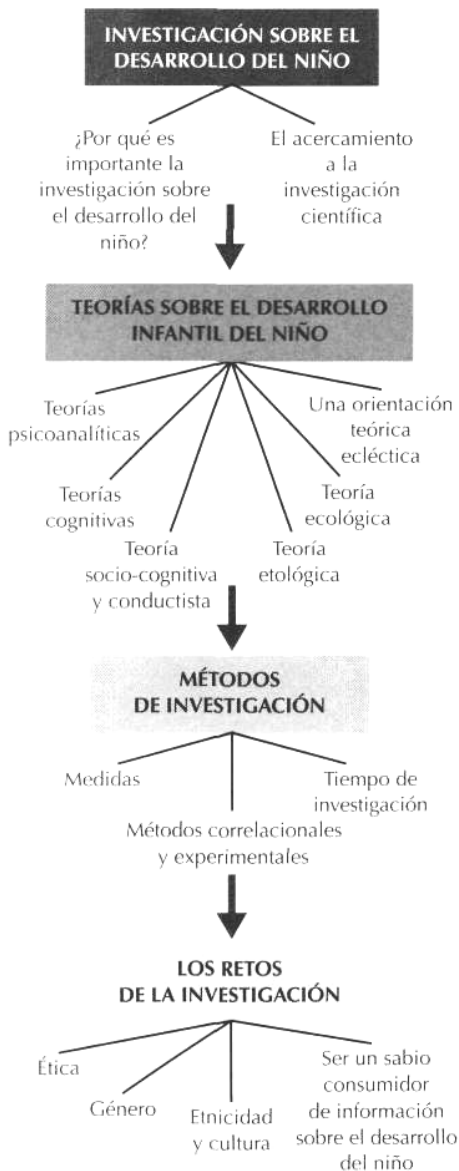 INVESTIGACIÓN SOBRE EL
DESARROLLO DEL NIÑO
¿Por qué es
importante la
investigación sobre
el desarrollo del
niño?
El acercamiento
a la
investigación
científica
TEORÍAS SOBRE EL DESARROLLO
INFANTIL DEL NIÑO
Teorías
psicoanalíticas
Teorías
cognitivas
Teoría
socio-cognitiva
y conductista
Teoría
etológica
Teoría
ecológica
Una orientación
teórica
ecléctica
MÉTODOS
DE INVESTIGACIÓN
Medidas
Métodos correlacionales
y experimentales
Tiempo de
investigación
LOS RETOS
DE LA INVESTIGACIÓN
Ética
Género
Etnicidad
y cultura
Ser un sabio
consumidor
de información
sobre el desarrollo
del niño